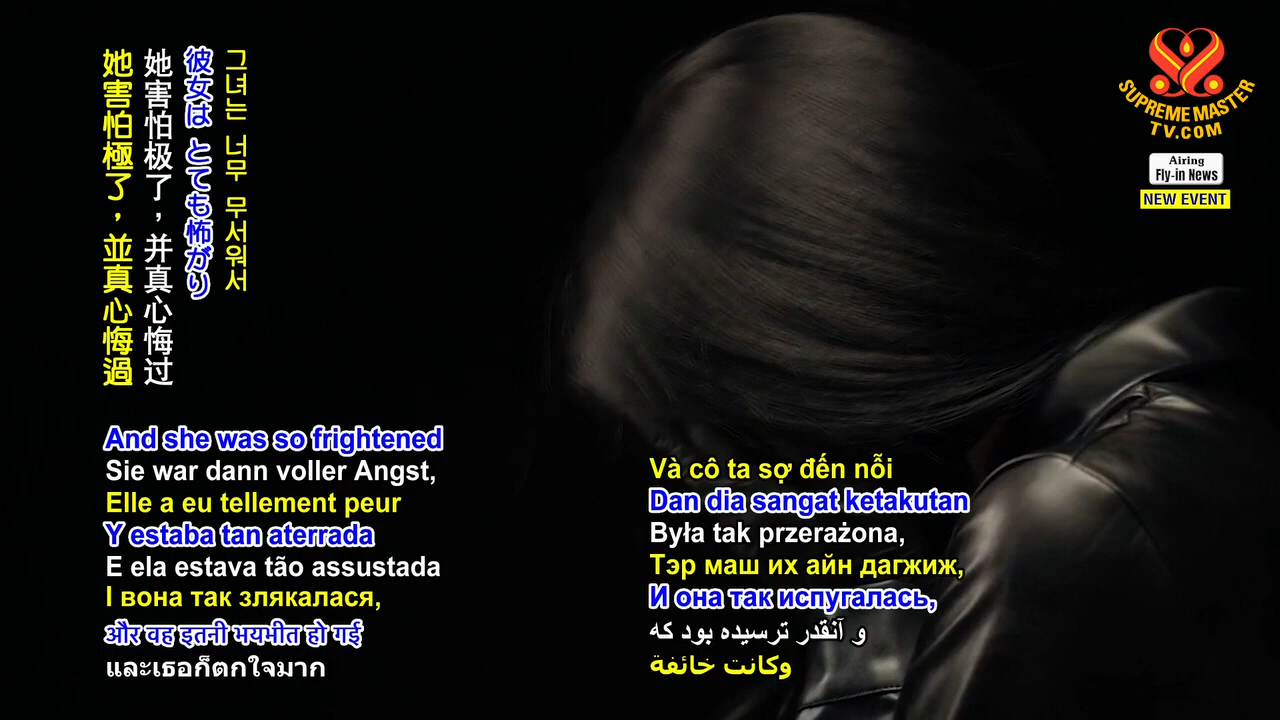 그녀는 너무 무서워서
彼女は とても怖がり
她害怕极了，并真心悔过
她害怕極了，並真心悔過
SUPREME MASTER
TV.COM
Airing
Fly-in News
NEW EVENT
And she was so frightened
Sie war dann voller Angst,
Elle a eu tellement peur
Y estaba tan aterrada
E ela estava tão assustada
І вона так злякалася,
और वह इतनी भयभीत हो गई
และเธอก็ตกใจมาก
Và cô ta sợ đến nỗi
Dan dia sangat ketakutan
Była tak przerażona,
Тэр маш их айн дагжиж,
И она так испугалась,
و آنقدر ترسیده بود که
وكانت خائفة